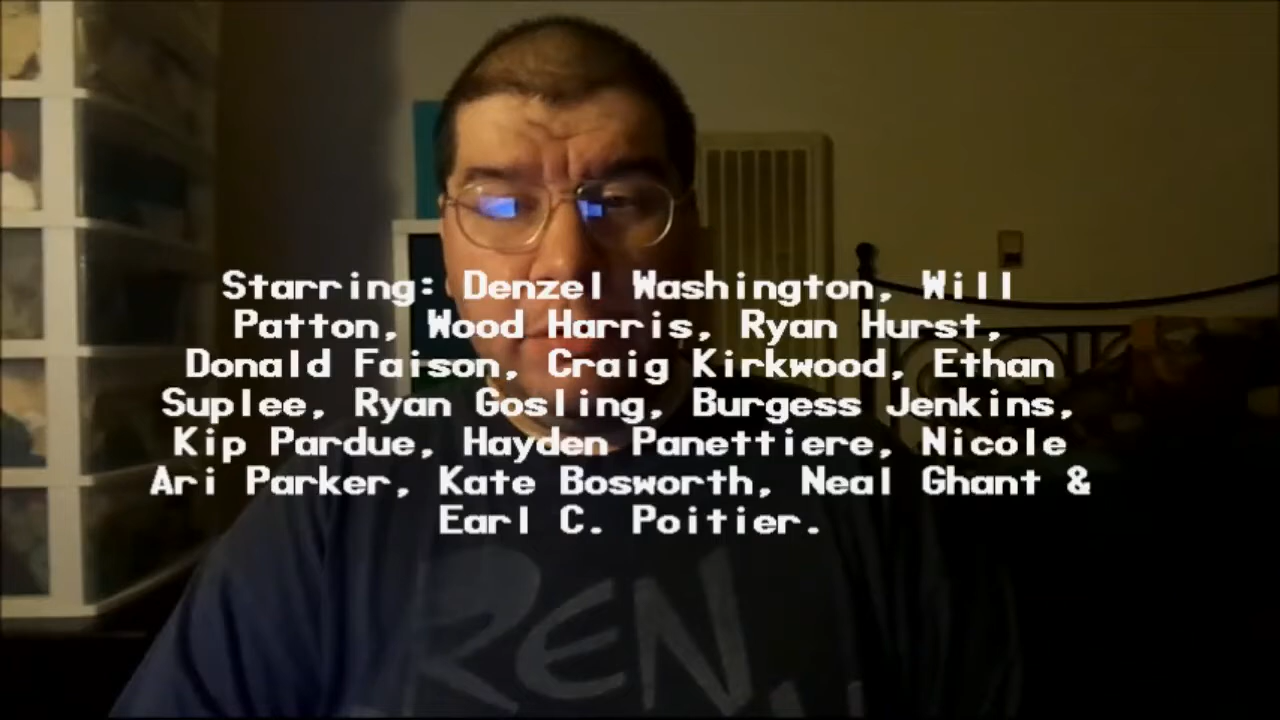 Starring: Denzel Washington, Will
Patton, Wood Harris, Ryan Hurst,
Donald Faison, Craig Kirkwood, Ethan
Suplee, Ryan Gosling, Burgess Jenkins,
Kip Pardue, Hayden Panettiere, Nicole
Ari Parker, Kate Bosworth, Neal Ghant &
Earl C. Poitier.
REN